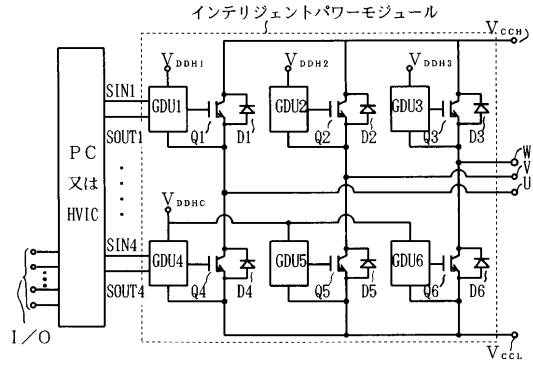 インテリジェントパワーモジュール
VCCH
VDDH1
VDDH2
VDDH3
SIN1
GDU1
GDU2
GDU3
Q1
D1
Q2
D2
Q3
D3
SOUT1
PC
又は
HVIC
W
V
U
VDDHC
SIN4
GDU4
GDU5
GDU6
SOUT4
Q4
D4
Q5
D5
Q6
D6
I/O
VCCL